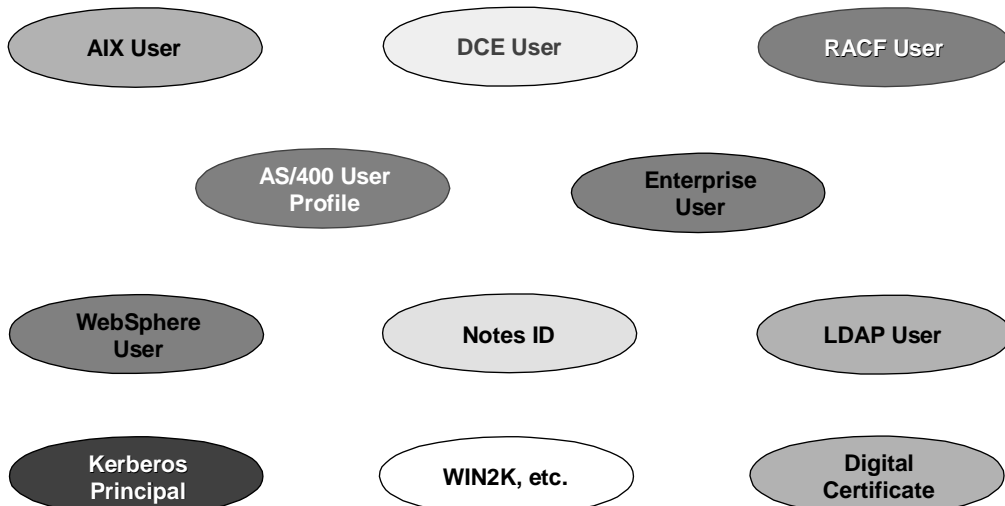 AIX User
DCE User
RACF User
AS/400 User
Profile
Enterprise
User
WebSphere
User
Notes ID
LDAP User
Kerberos
Principal
WIN2K, etc.
Digital
Certificate